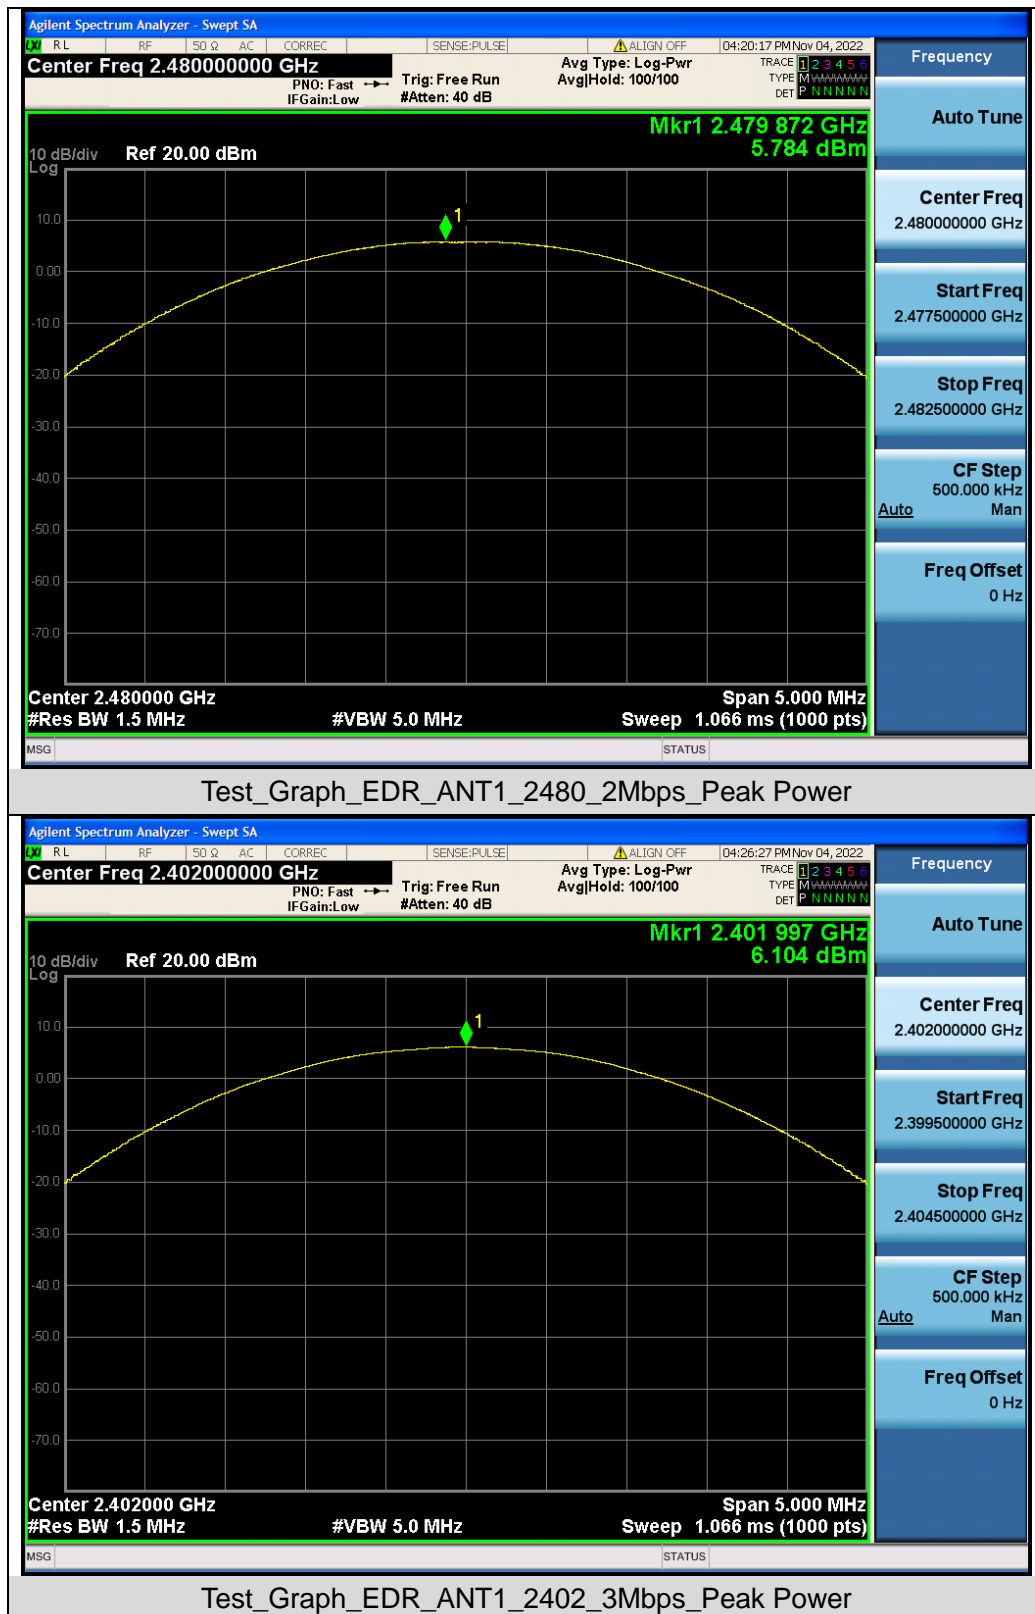 Agilent Spectrum Analyzer - Swept SA
LXI RL RF 50 Ω AC CORREC SENSE:PULSE ALIGN OFF 04:20:17 PM Nov 04, 2022
Center Freq 2.480000000 GHz
PNO: Fast
IFGain:Low
Trig: Free Run
#Atten: 40 dB
Avg Type: Log-Pwr
Avg|Hold: 100/100
TRACE 1 2 3 4 5 6
TYPE M WWWWW
DET P N N N N N
Mkr1 2.479 872 GHz
5.784 dBm
10 dB/div Ref 20.00 dBm
Log
1
10.0
0.00
-10.0
-20.0
-30.0
-40.0
-50.0
-60.0
-70.0
Center 2.480000 GHz Span 5.000 MHz
#Res BW 1.5 MHz #VBW 5.0 MHz Sweep 1.066 ms (1000 pts)
MSG STATUS
Frequency
Auto Tune
Center Freq
2.480000000 GHz
Start Freq
2.477500000 GHz
Stop Freq
2.482500000 GHz
CF Step
500.000 kHz
Auto Man
Freq Offset
0 Hz
Test_Graph_EDR_ANT1_2480_2Mbps_Peak Power
Agilent Spectrum Analyzer - Swept SA
LXI RL RF 50 Ω AC CORREC SENSE:PULSE ALIGN OFF 04:26:27 PM Nov 04, 2022
Center Freq 2.402000000 GHz
PNO: Fast
IFGain:Low
Trig: Free Run
#Atten: 40 dB
Avg Type: Log-Pwr
Avg|Hold: 100/100
TRACE 1 2 3 4 5 6
TYPE M WWWWW
DET P N N N N N
Mkr1 2.401 997 GHz
6.104 dBm
10 dB/div Ref 20.00 dBm
Log
1
10.0
0.00
-10.0
-20.0
-30.0
-40.0
-50.0
-60.0
-70.0
Center 2.402000 GHz Span 5.000 MHz
#Res BW 1.5 MHz #VBW 5.0 MHz Sweep 1.066 ms (1000 pts)
MSG STATUS
Frequency
Auto Tune
Center Freq
2.402000000 GHz
Start Freq
2.399500000 GHz
Stop Freq
2.404500000 GHz
CF Step
500.000 kHz
Auto Man
Freq Offset
0 Hz
Test_Graph_EDR_ANT1_2402_3Mbps_Peak Power